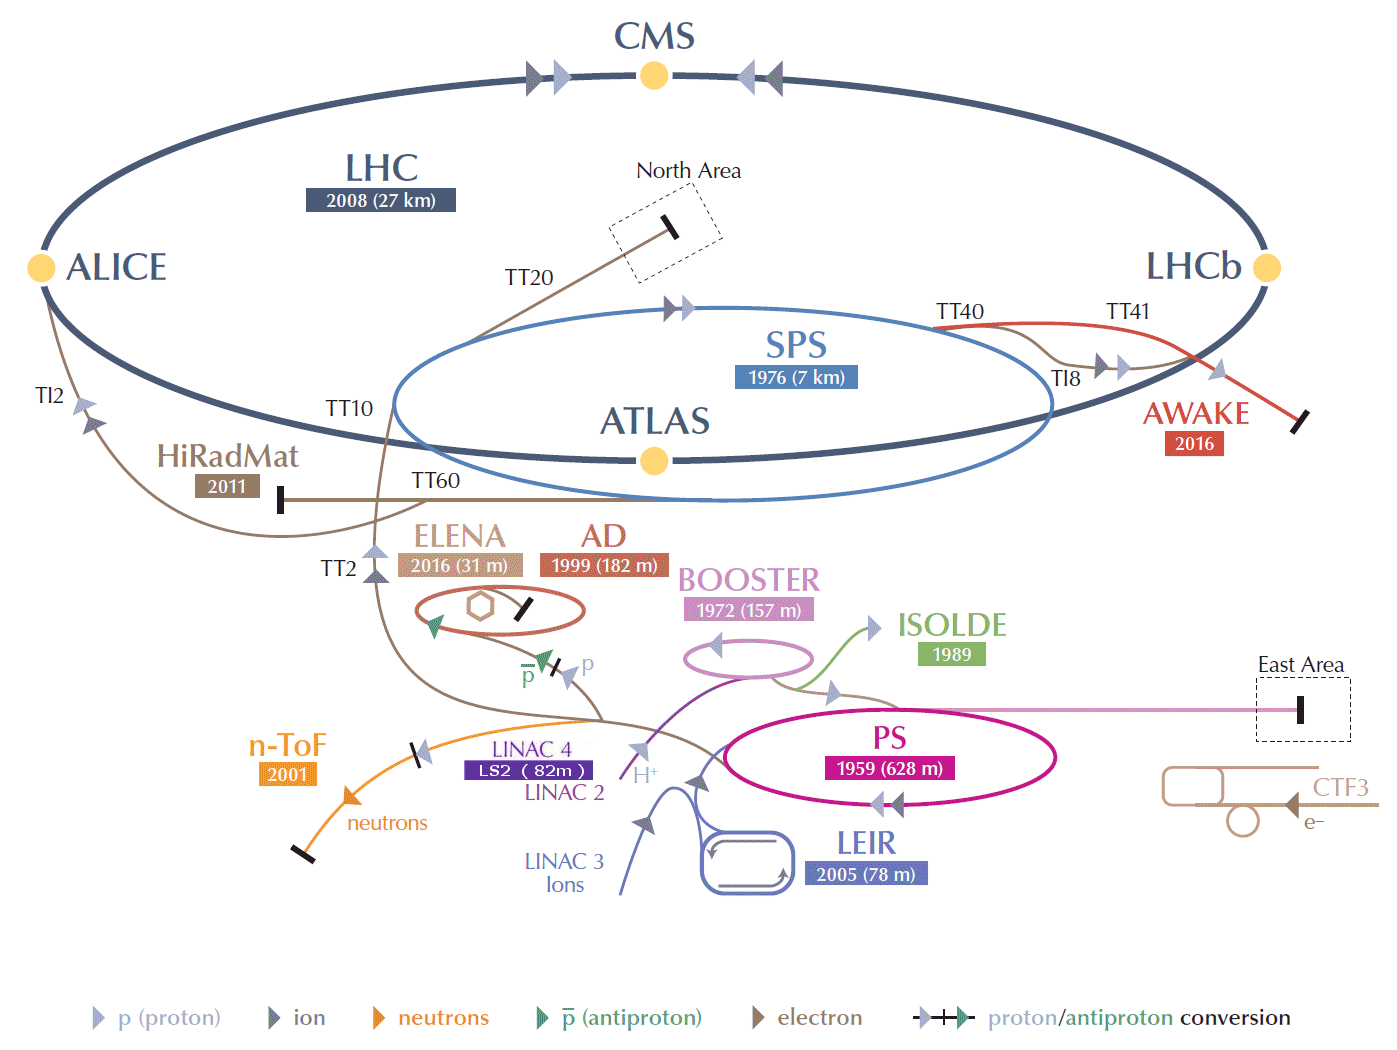 CMS
LHC
2008 (27 km)
North Area
ALICE
LHCb
TT20
TT40
TT41
SPS
1976 (7 km)
TI2
TT10
TI8
ATLAS
AWAKE
2016
HiRadMat
2011
TT60
ELENA
2016 (31 m)
AD
1999 (182 m)
TT2
BOOSTER
1972 (157 m)
ISOLDE
1989
p̅
p
East Area
n-ToF
2001
LINAC 4
LS2 ( 82m )
LINAC 2
H⁺
PS
1959 (628 m)
neutrons
CTF3
e⁻
LINAC 3
Ions
LEIR
2005 (78 m)
p (proton)
ion
neutrons
p̅ (antiproton)
electron
proton/antiproton conversion